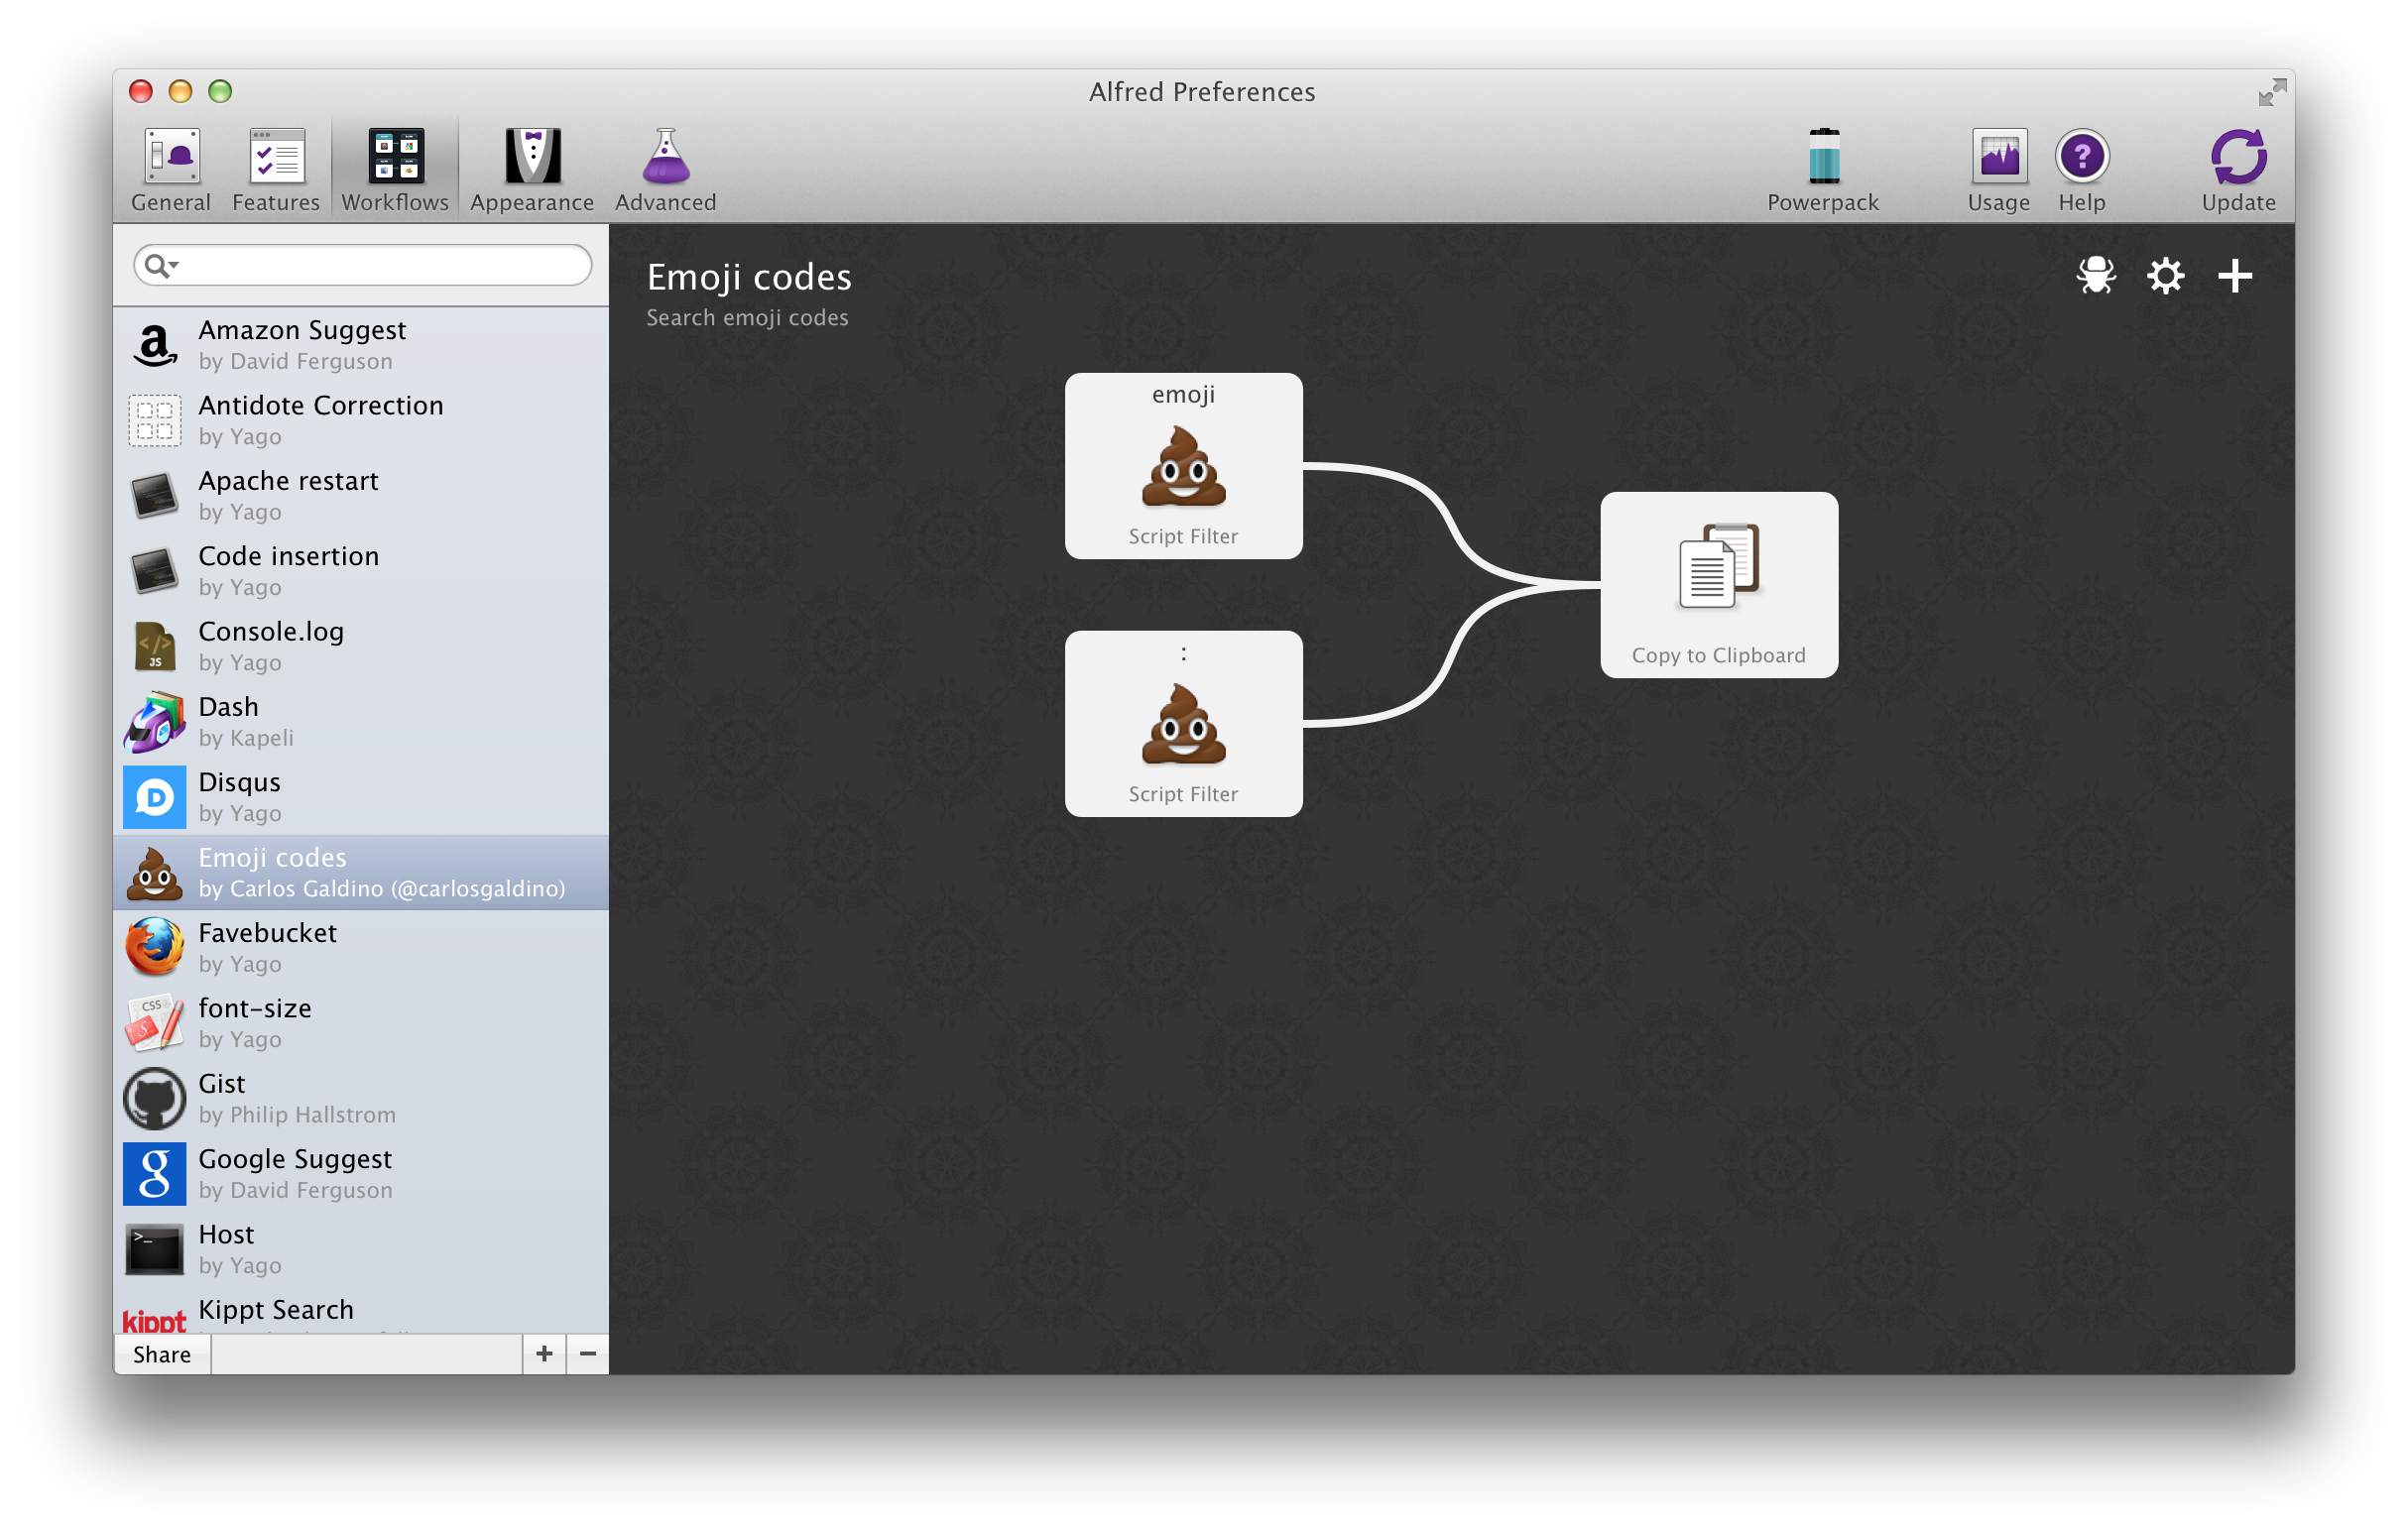 Alfred Preferences
General
Features
Workflows
Appearance
Advanced
Powerpack
Usage
Help
Update
Emoji codes
Search emoji codes
Amazon Suggest
by David Ferguson
Antidote Correction
by Yago
Apache restart
by Yago
Code insertion
by Yago
Console.log
by Yago
Dash
by Kapeli
Disqus
by Yago
Emoji codes
by Carlos Galdino (@carlosgaldino)
Favebucket
by Yago
font-size
by Yago
Gist
by Philip Hallstrom
Google Suggest
by David Ferguson
Host
by Yago
kippt
Kippt Search
Share
emoji
Script Filter
:
Script Filter
Copy to Clipboard